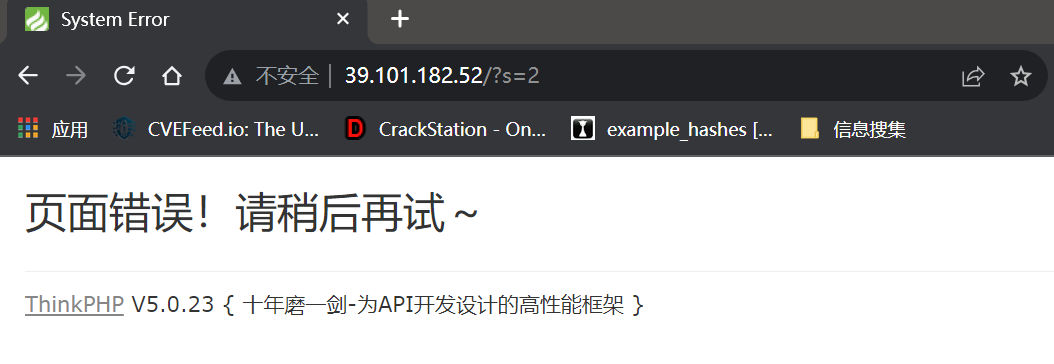 System Error
不安全 39.101.182.52/?s=2
应用 CVEFeed.io: The U... CrackStation - On... example_hashes [... 信息搜集
页面错误！请稍后再试～
ThinkPHP V5.0.23 { 十年磨一剑-为API开发设计的高性能框架 }